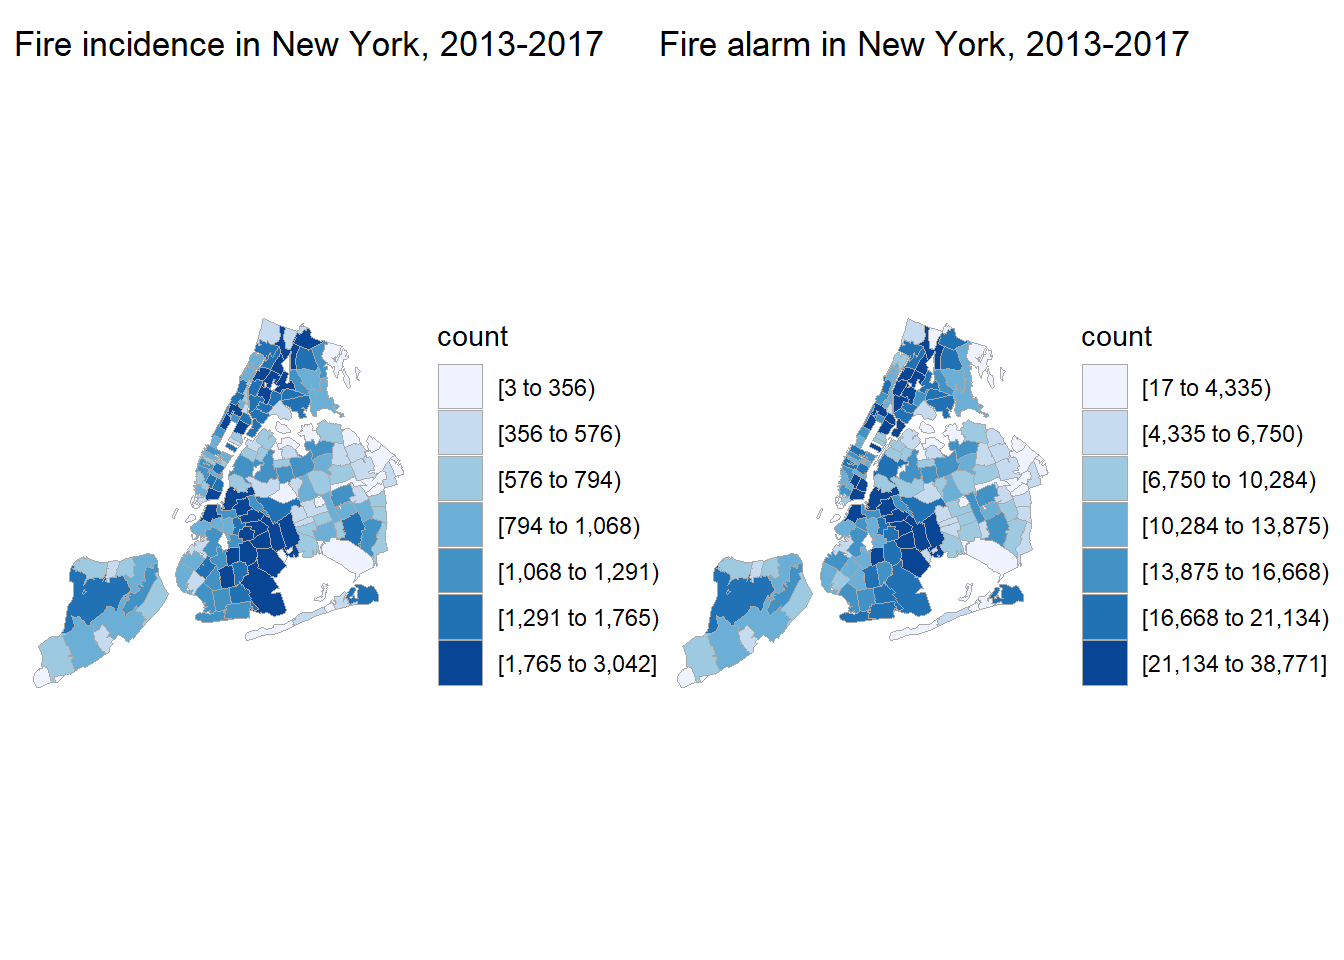 Fire incidence in New York, 2013-2017
count
[3 to 356)
[356 to 576)
[576 to 794)
[794 to 1,068)
[1,068 to 1,291)
[1,291 to 1,765)
[1,765 to 3,042]
Fire alarm in New York, 2013-2017
count
[17 to 4,335)
[4,335 to 6,750)
[6,750 to 10,284)
[10,284 to 13,875)
[13,875 to 16,668)
[16,668 to 21,134)
[21,134 to 38,771]